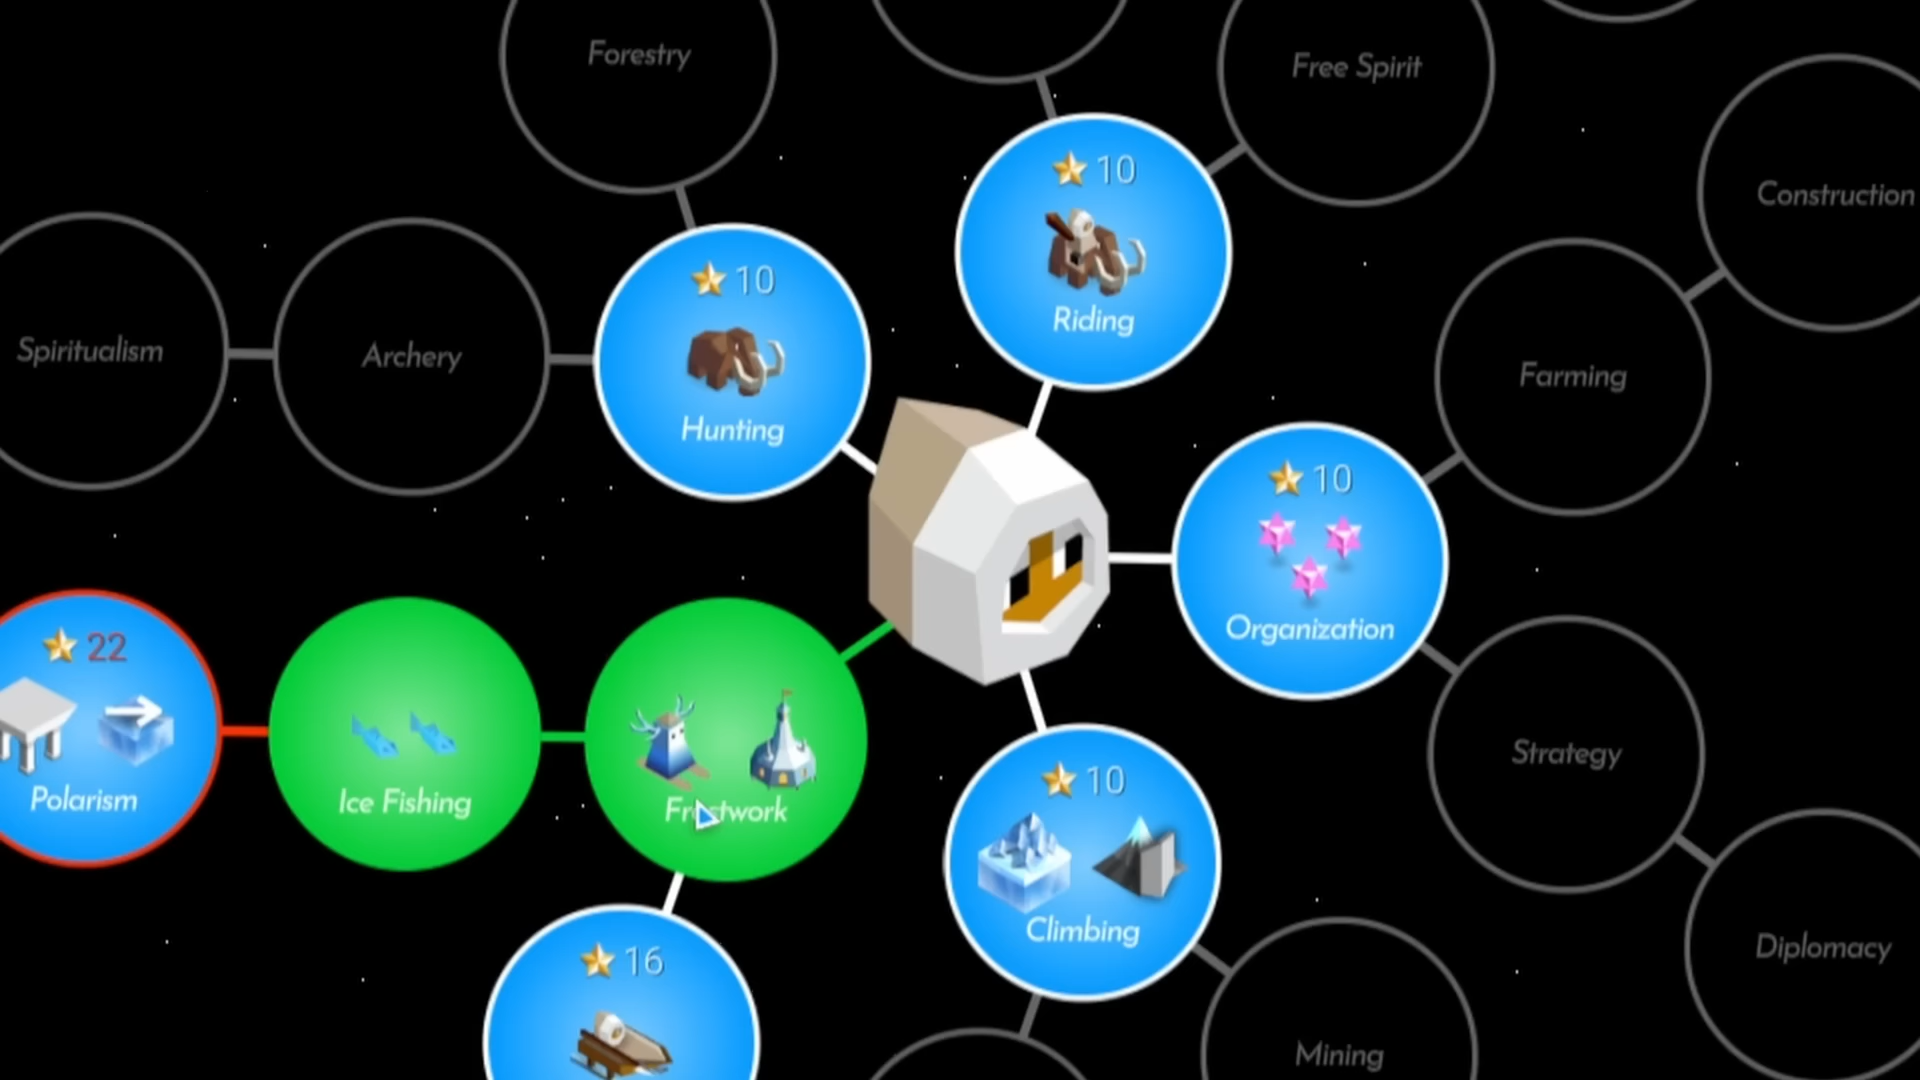 Forestry
Free Spirit
10
Riding
Construction
10
Hunting
Spiritualism
Archery
Farming
10
Organization
22
Polarism
Ice Fishing
Frostwork
Strategy
10
Climbing
Diplomacy
16
Mining